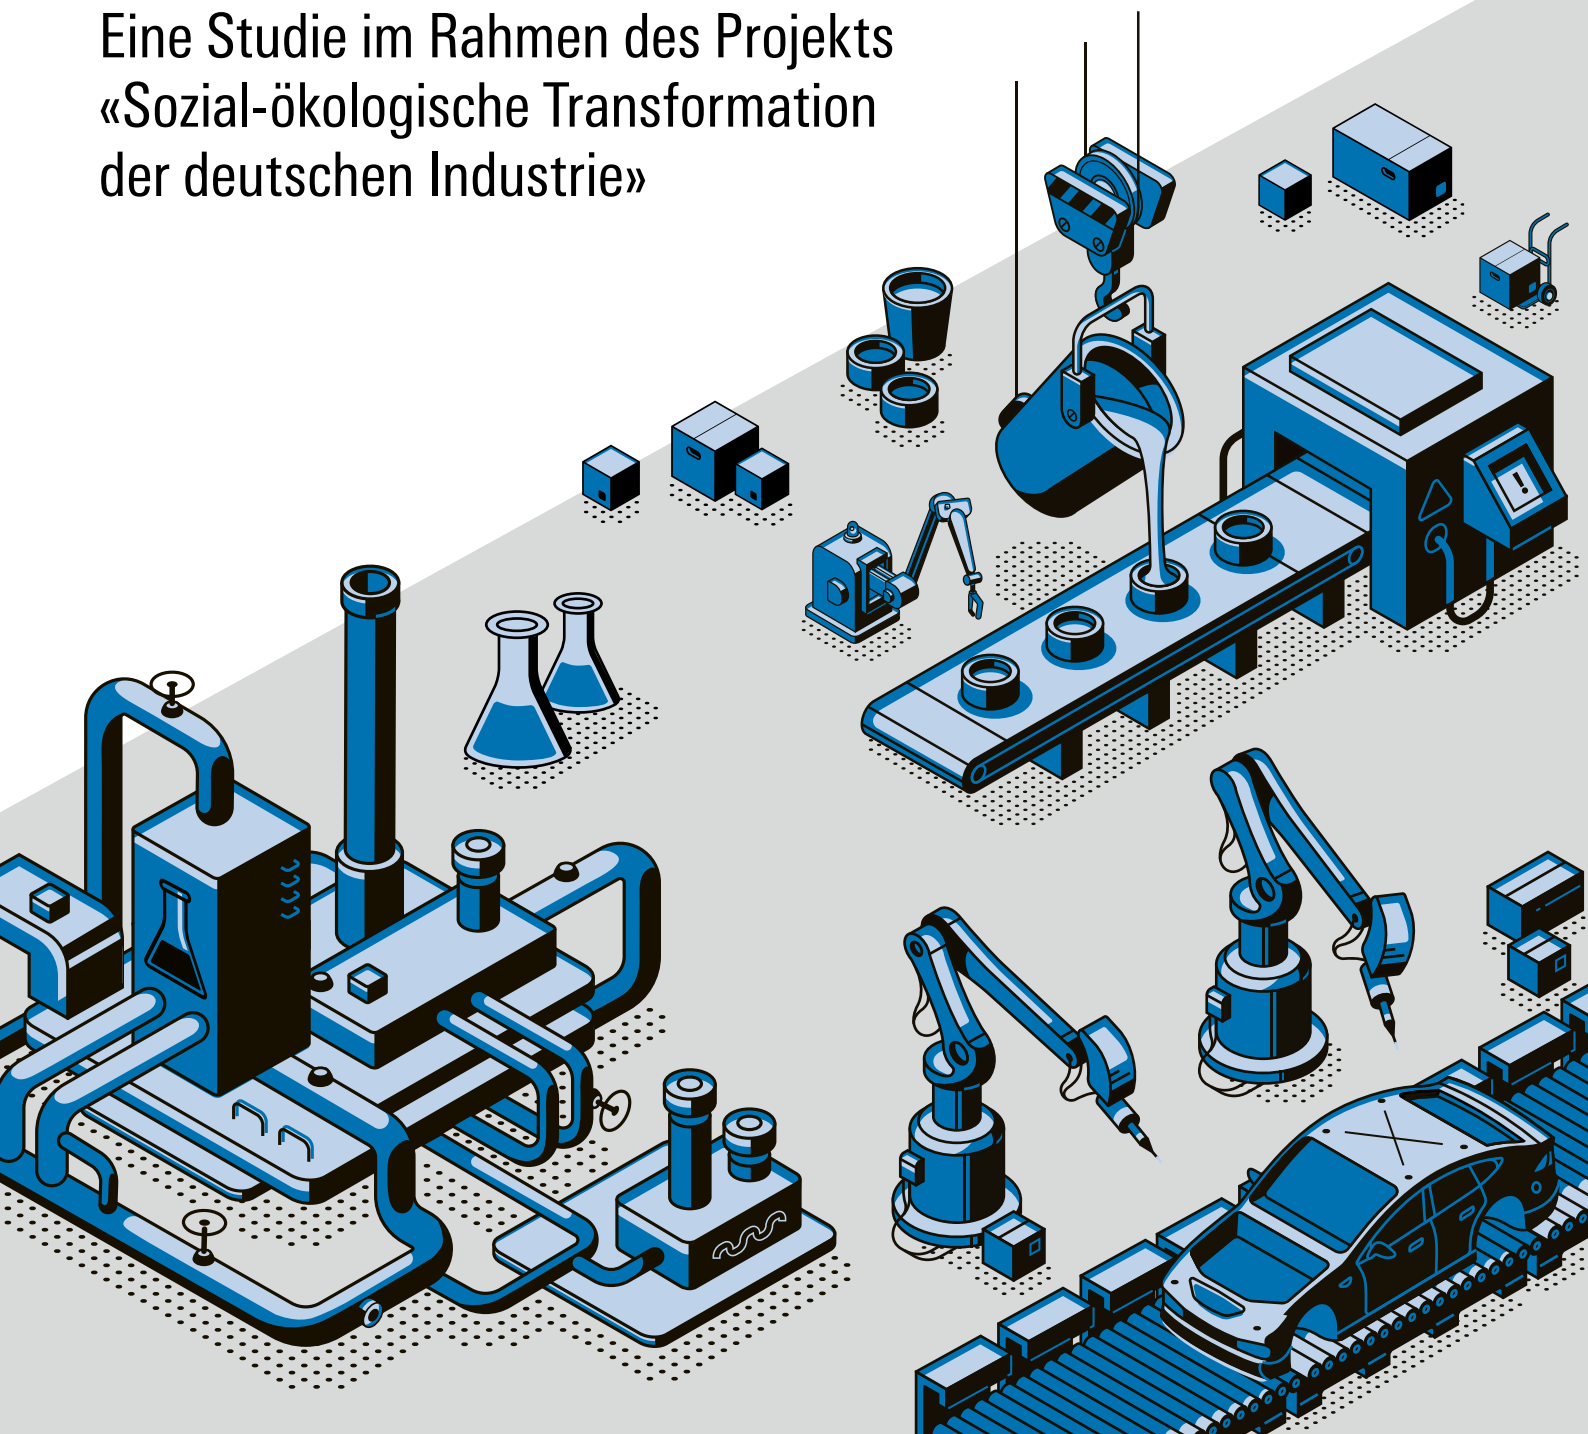 Eine Studie im Rahmen des Projekts
«Sozial-ökologische Transformation
der deutschen Industrie»
!